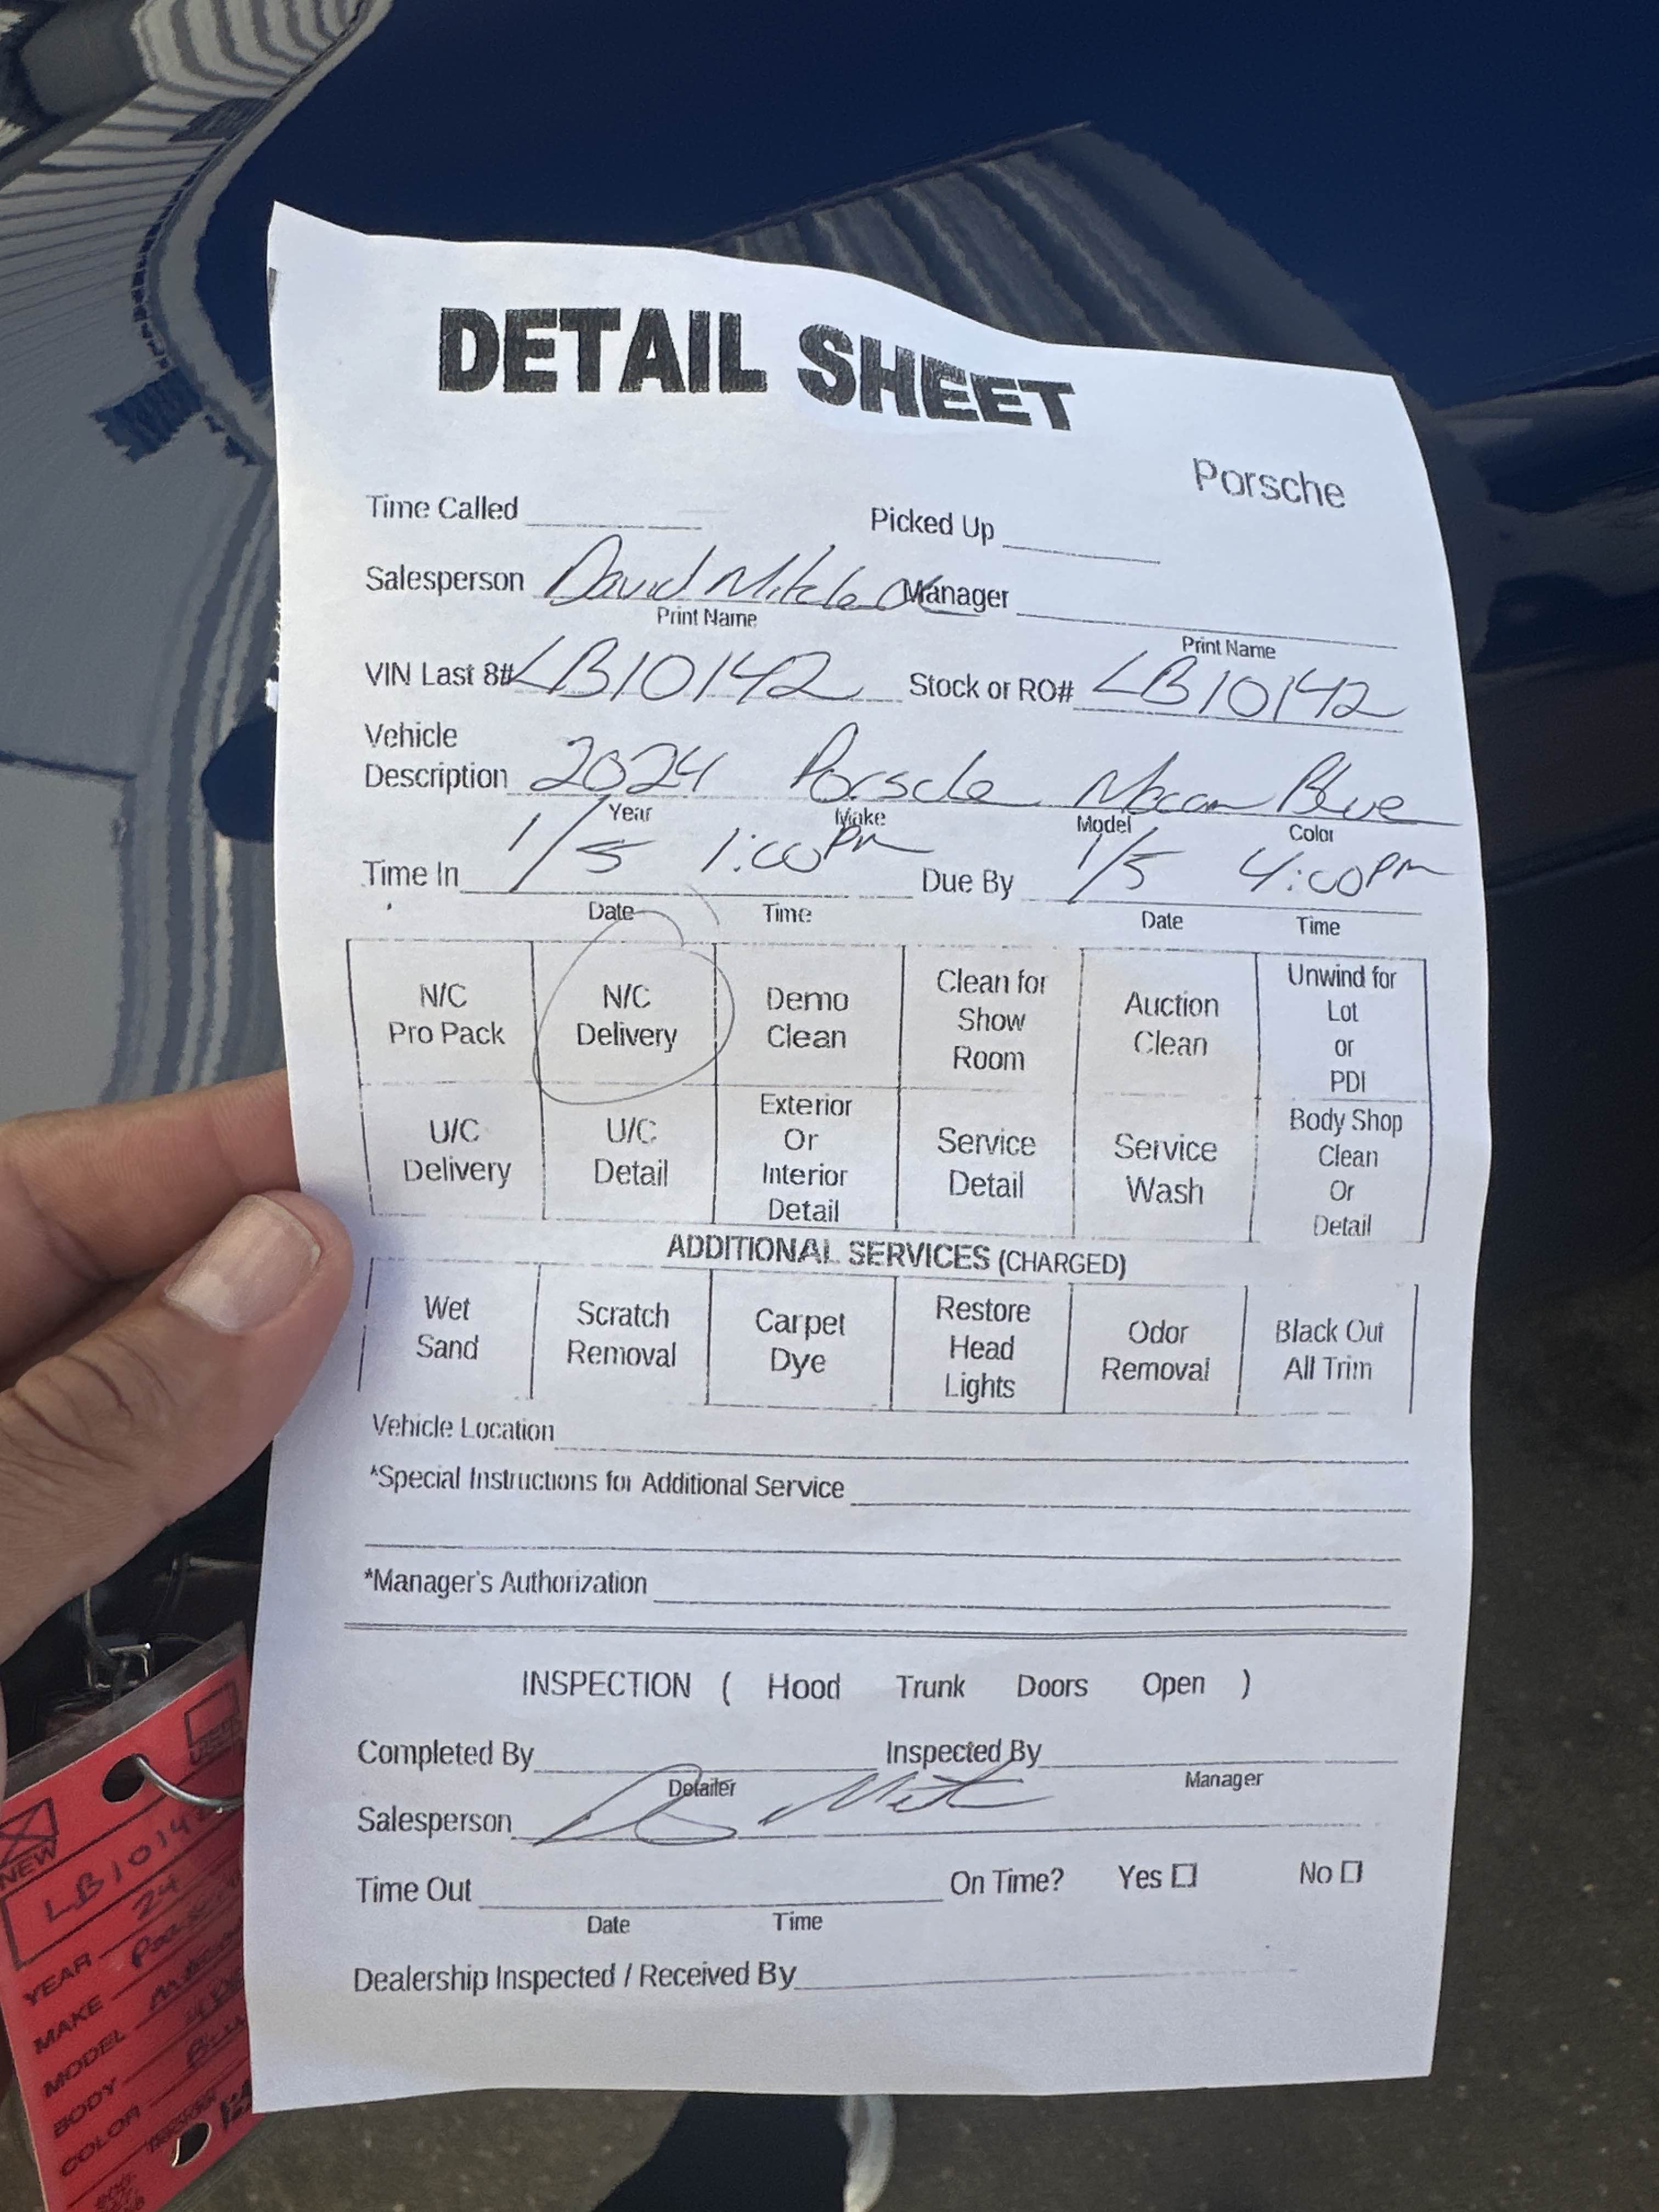 DETAIL SHEET
Porsche
Time Called Picked Up
Salesperson David Manager
Print Name Print Name
VIN Last 8# LB10142 Stock or RO# LB10142
Vehicle
Description 2024 Porsche Macan Blue
Year Make Model Color
Time In 1/5 1:00pm Due By 1/5 4:00pm
Date Time Date Time
N/C Pro Pack N/C Delivery Demo Clean Clean for Show Room Auction Clean Unwind for Lot or PDI
U/C Delivery U/C Detail Exterior Or Interior Detail Service Detail Service Wash Body Shop Clean Or Detail
ADDITIONAL SERVICES (CHARGED)
Wet Sand Scratch Removal Carpet Dye Restore Head Lights Odor Removal Black Out All Trim
Vehicle Location
*Special Instructions for Additional Service
*Manager's Authorization
INSPECTION ( Hood Trunk Doors Open )
Completed By Inspected By
Detailer Manager
Salesperson
Time Out On Time? Yes No
Date Time
Dealership Inspected / Received By
NEW
LB1014
YEAR 24
MAKE
MODEL
BODY
COLOR